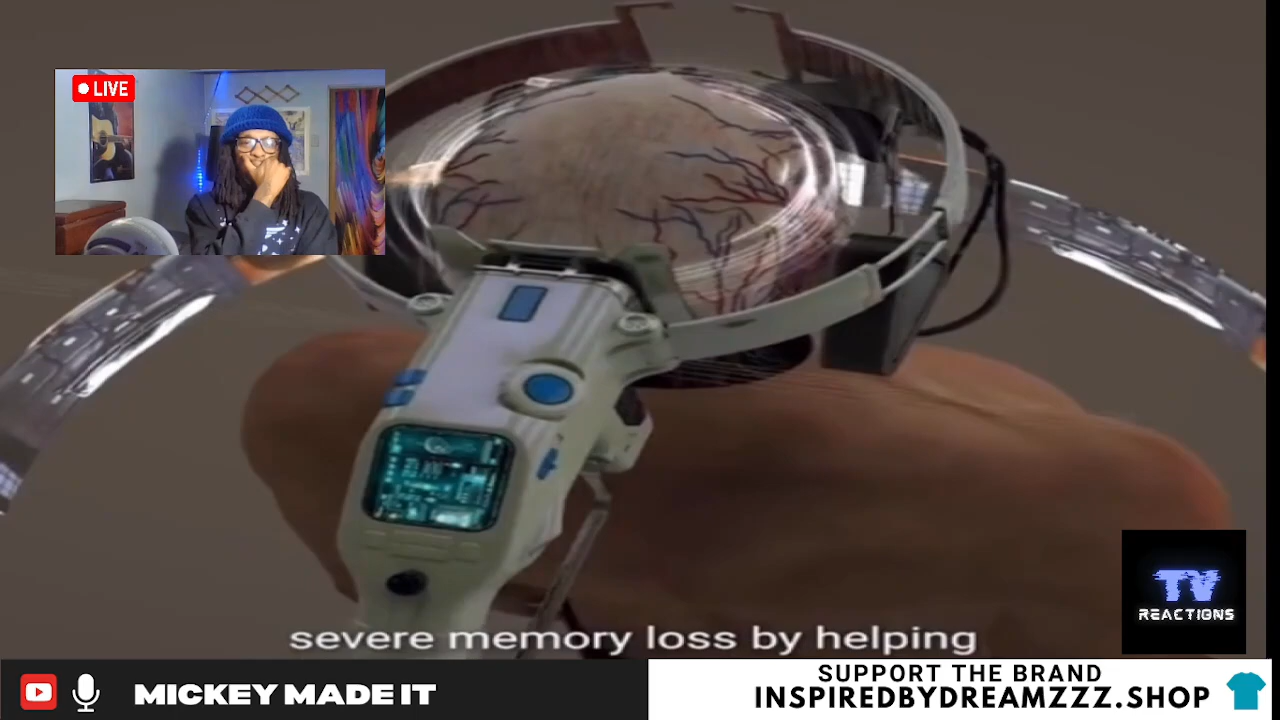 LIVE
severe memory loss by helping
TV
REACTIONS
MICKEY MADE IT
SUPPORT THE BRAND
INSPIREDBYDREAMZZZ.SHOP